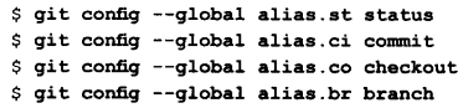 $ git config --global alias.st status
$ git config --global alias.ci commit
$ git config --global alias.co checkout
$ git config --global alias.br branch